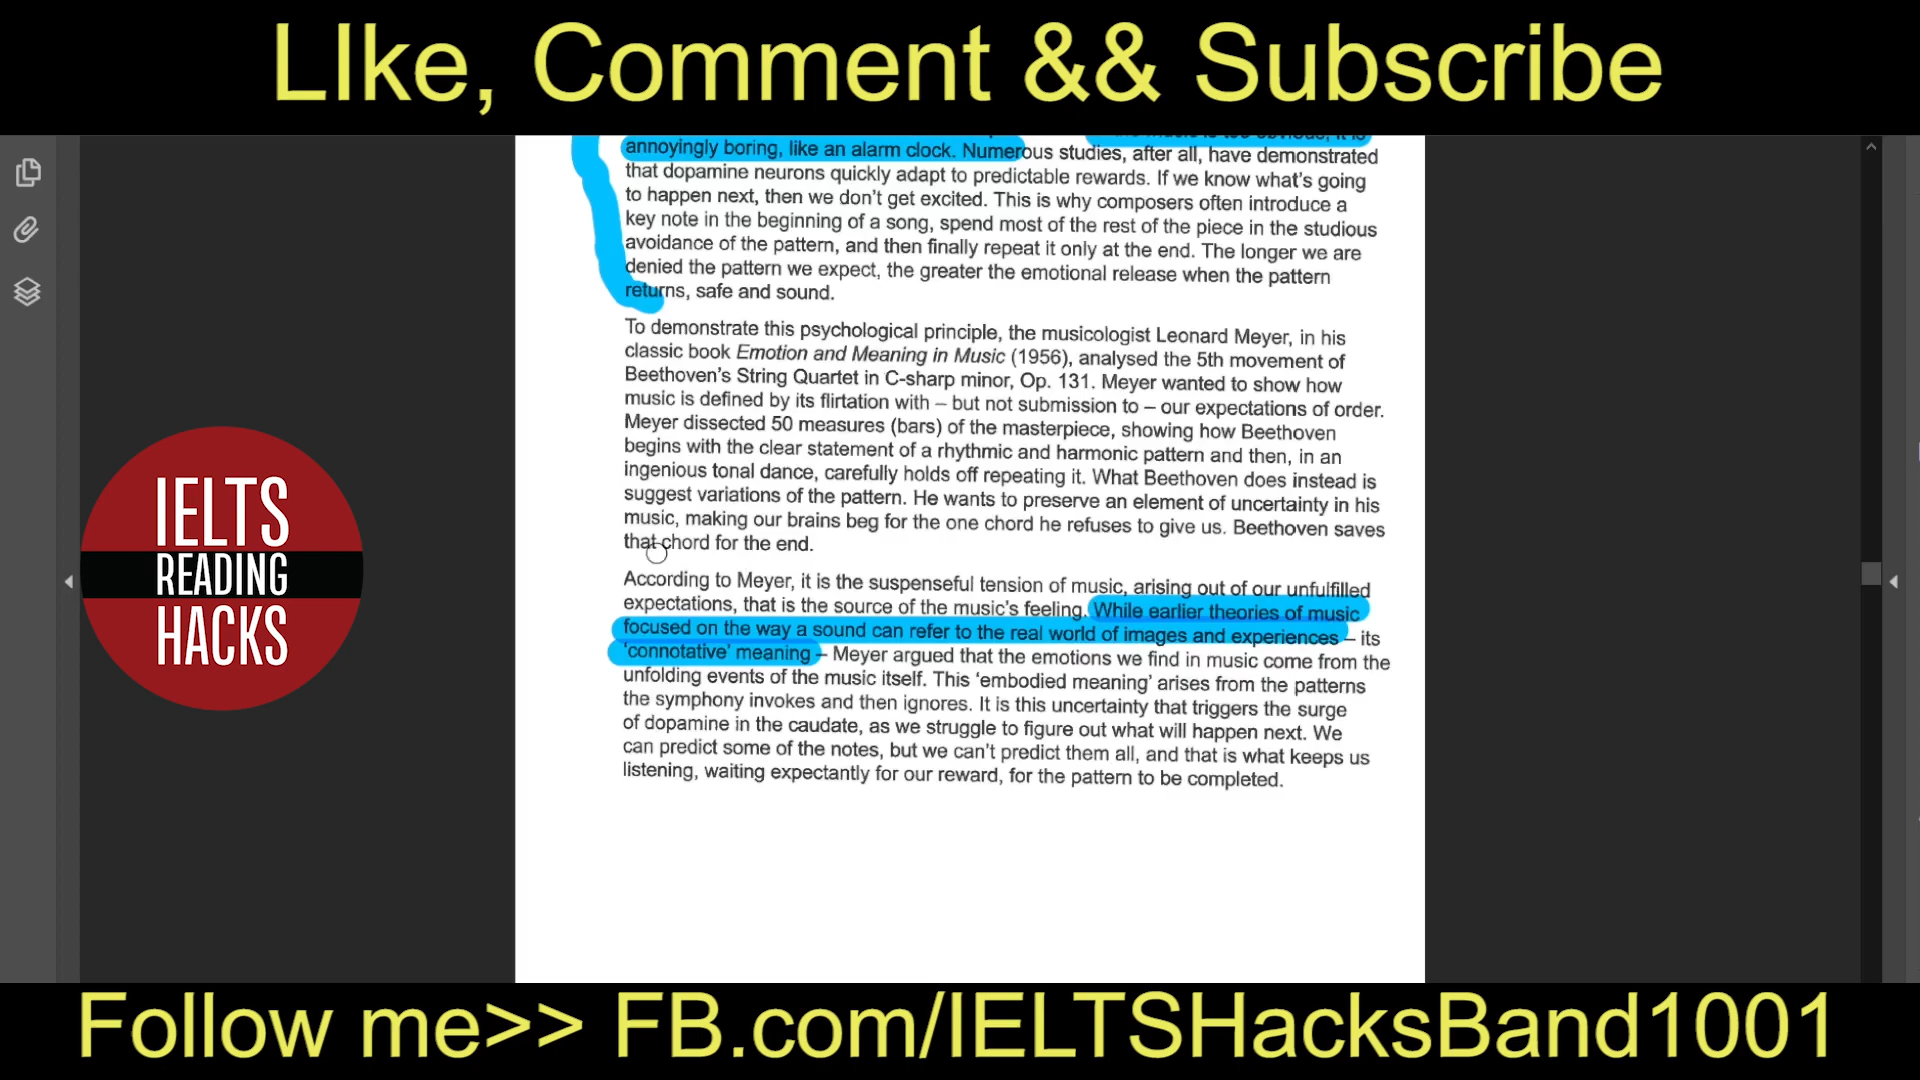 LIke, Comment && Subscribe
annoyingly boring, like an alarm clock. Numerous studies, after all, have demonstrated
that dopamine neurons quickly adapt to predictable rewards. If we know what's going
to happen next, then we don't get excited. This is why composers often introduce a
key note in the beginning of a song, spend most of the rest of the piece in the studious
avoidance of the pattern, and then finally repeat it only at the end. The longer we are
denied the pattern we expect, the greater the emotional release when the pattern
returns, safe and sound.
To demonstrate this psychological principle, the musicologist Leonard Meyer, in his
classic book Emotion and Meaning in Music (1956), analysed the 5th movement of
Beethoven's String Quartet in C-sharp minor, Op. 131. Meyer wanted to show how
music is defined by its flirtation with – but not submission to – our expectations of order.
Meyer dissected 50 measures (bars) of the masterpiece, showing how Beethoven
begins with the clear statement of a rhythmic and harmonic pattern and then, in an
ingenious tonal dance, carefully holds off repeating it. What Beethoven does instead is
suggest variations of the pattern. He wants to preserve an element of uncertainty in his
music, making our brains beg for the one chord he refuses to give us. Beethoven saves
that chord for the end.
According to Meyer, it is the suspenseful tension of music, arising out of our unfulfilled
expectations, that is the source of the music's feeling. While earlier theories of music
focused on the way a sound can refer to the real world of images and experiences – its
'connotative' meaning – Meyer argued that the emotions we find in music come from the
unfolding events of the music itself. This 'embodied meaning' arises from the patterns
the symphony invokes and then ignores. It is this uncertainty that triggers the surge
of dopamine in the caudate, as we struggle to figure out what will happen next. We
can predict some of the notes, but we can't predict them all, and that is what keeps us
listening, waiting expectantly for our reward, for the pattern to be completed.
IELTS
READING
HACKS
Follow me>> FB.com/IELTSHacksBand1001